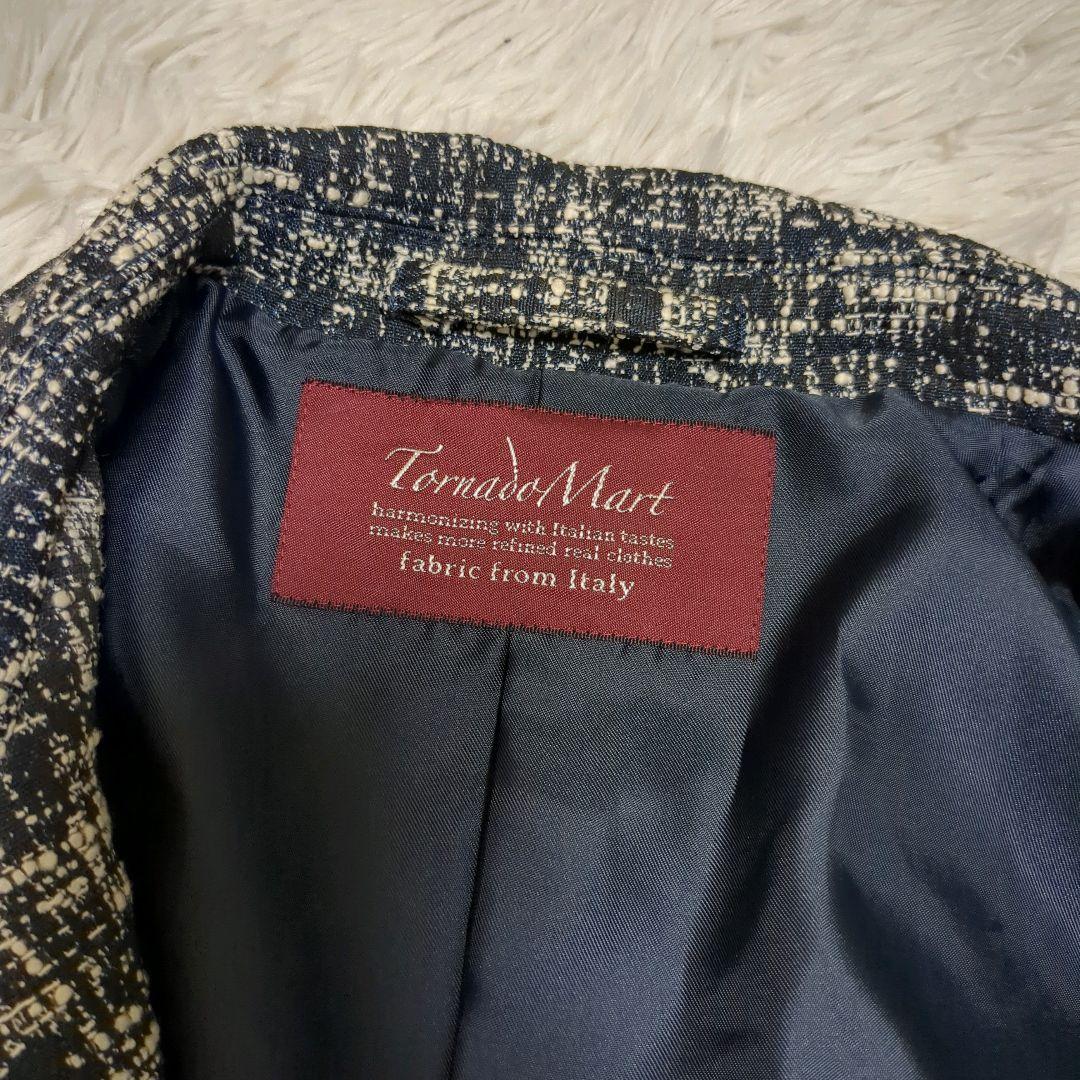 TornadoMart
harmonizing with Italian tastes
makes more refined real clothes
fabric from Italy